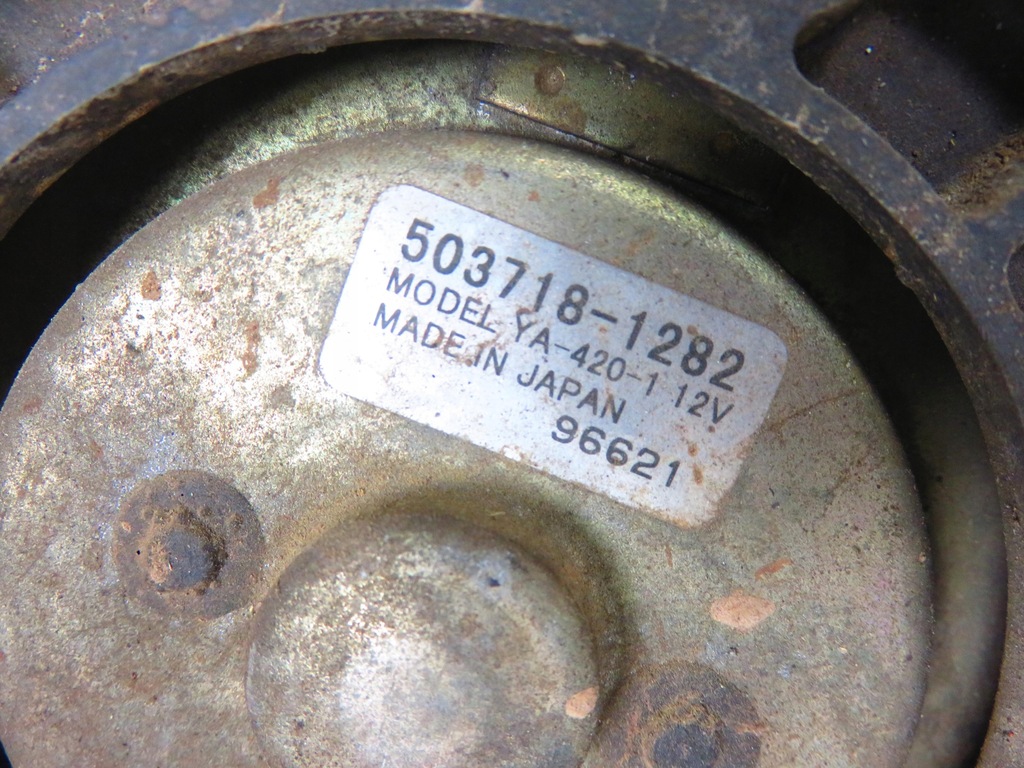 503718-1282
MODEL YA-420-1 12V
MADE IN JAPAN
96621